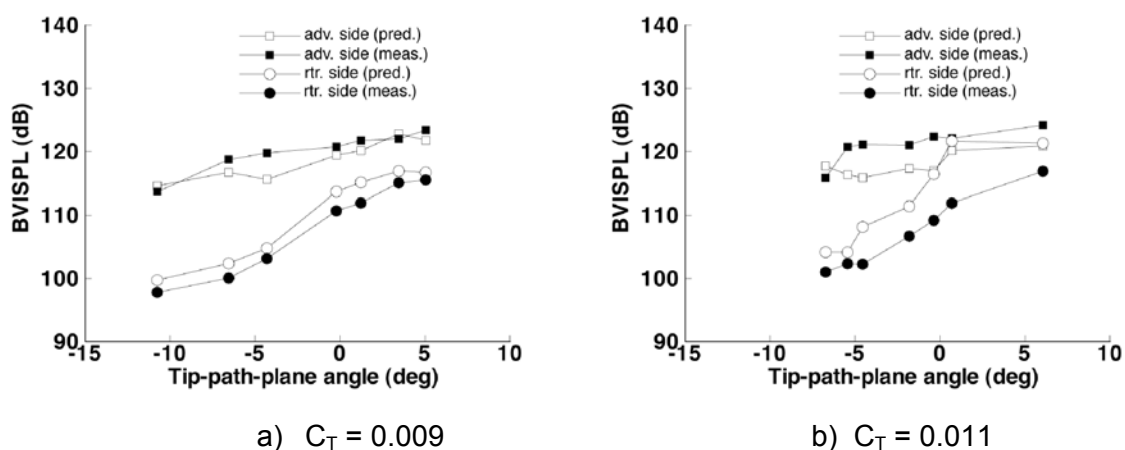 140
adv. side (pred.)
adv. side (meas.)
130
rtr. side (pred.)
rtr. side (meas.)
BVISPL (dB)
120
110
100
90
-15
-10
-5
0
5
10
Tip-path-plane angle (deg)
a) C_T = 0.009
140
adv. side (pred.)
adv. side (meas.)
130
rtr. side (pred.)
rtr. side (meas.)
BVISPL (dB)
120
110
100
90
-15
-10
-5
0
5
10
Tip-path-plane angle (deg)
b) C_T = 0.011